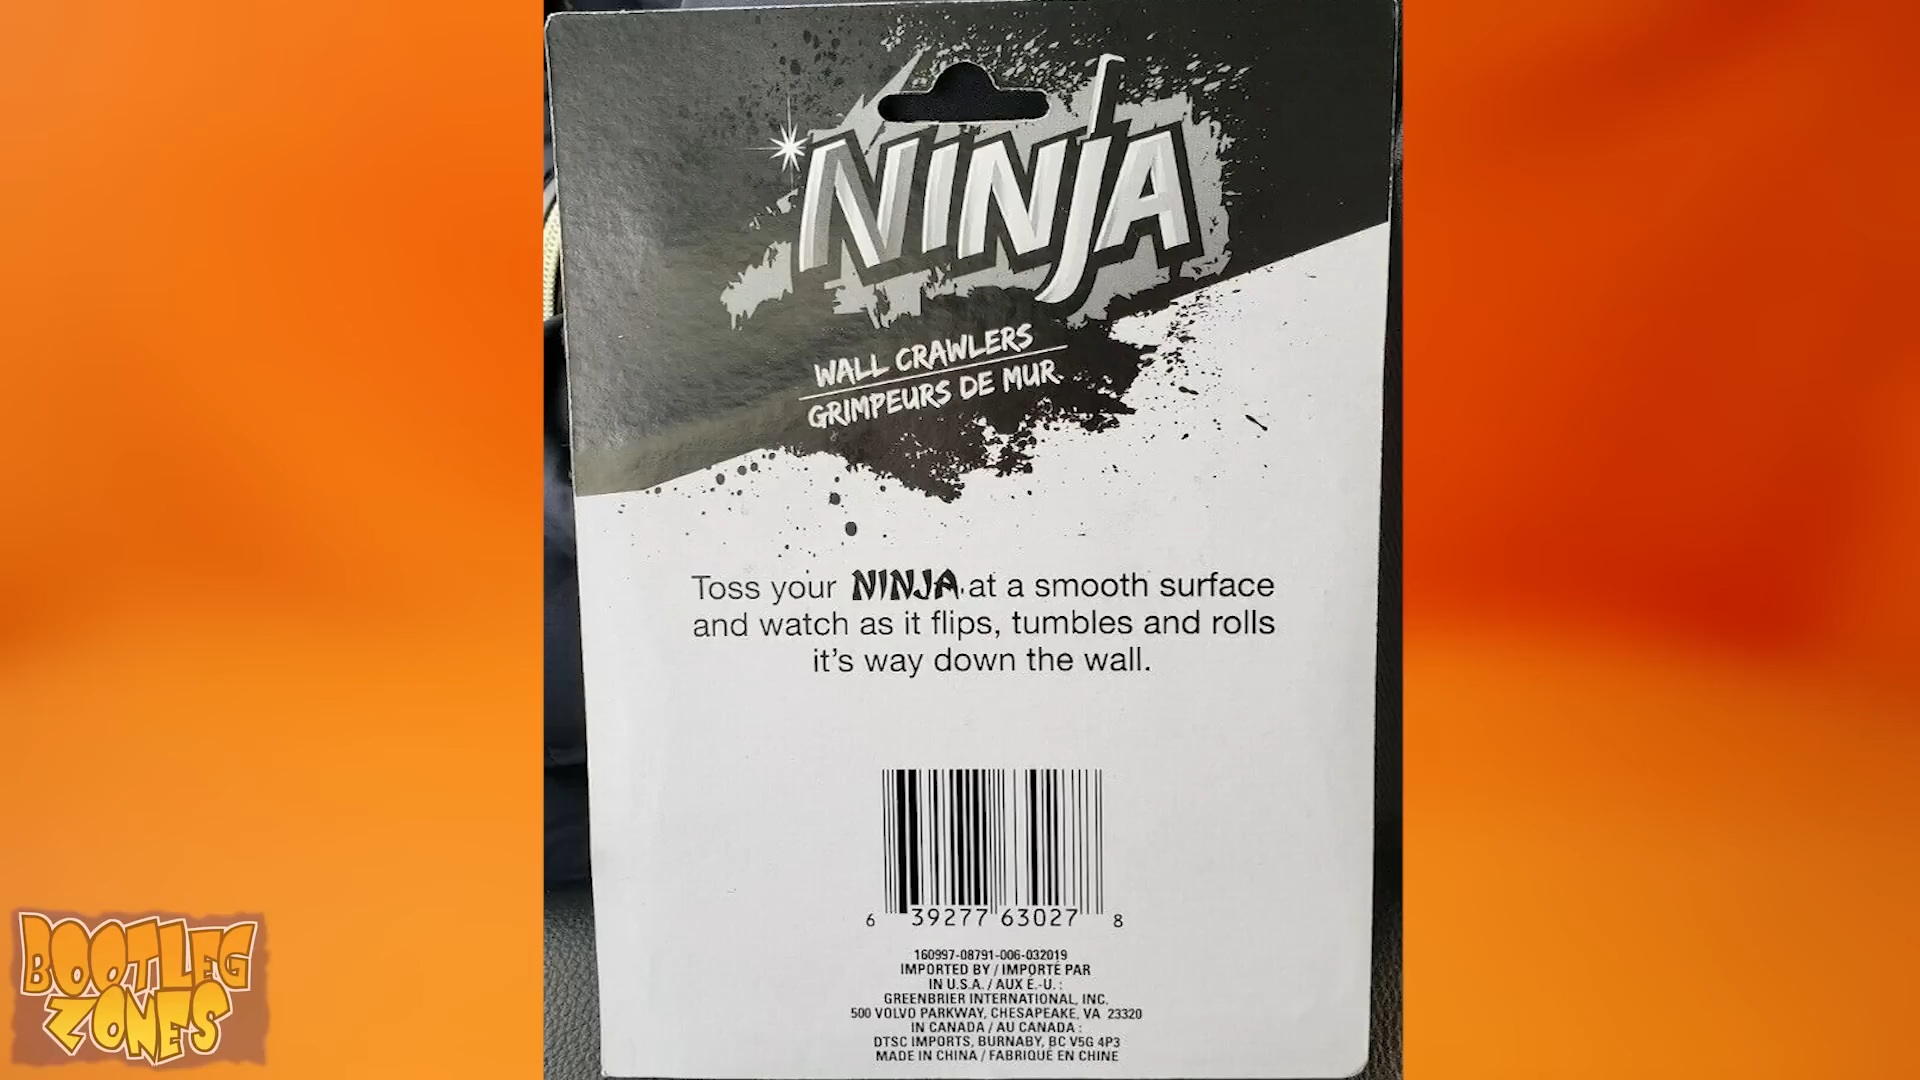 NINJA
WALL CRAWLERS
GRIMPEURS DE MUR
Toss your NINJA at a smooth surface
and watch as it flips, tumbles and rolls
it's way down the wall.
6 39277 63027 8
160997-08791-006-032019
IMPORTED BY / IMPORTÉ PAR
IN U.S.A. / AUX É.-U. :
GREENBRIER INTERNATIONAL, INC.
500 VOLVO PARKWAY, CHESAPEAKE, VA 23320
IN CANADA / AU CANADA :
DTSC IMPORTS, BURNABY, BC V5G 4P3
MADE IN CHINA / FABRIQUÉ EN CHINE
BOOTLEG
ZONES